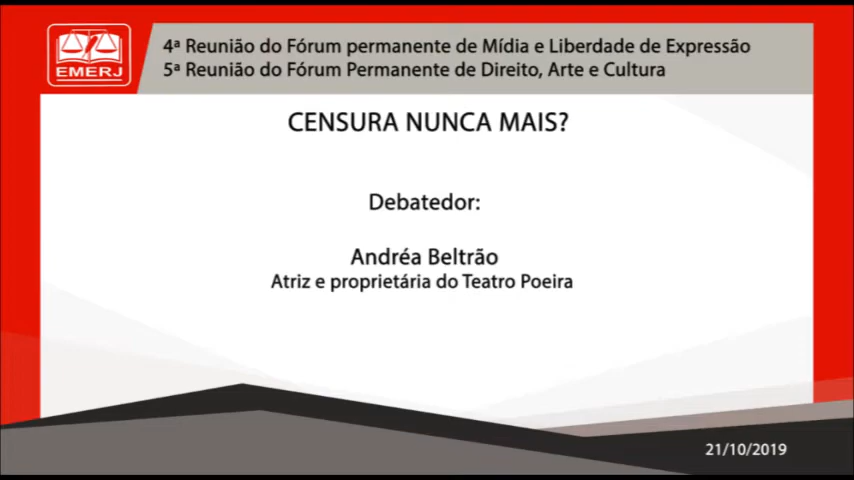 EMERJ
4ª Reunião do Fórum permanente de Mídia e Liberdade de Expressão
5ª Reunião do Fórum Permanente de Direito, Arte e Cultura
CENSURA NUNCA MAIS?
Debatedor:
Andréa Beltrão
Atriz e proprietária do Teatro Poeira
21/10/2019